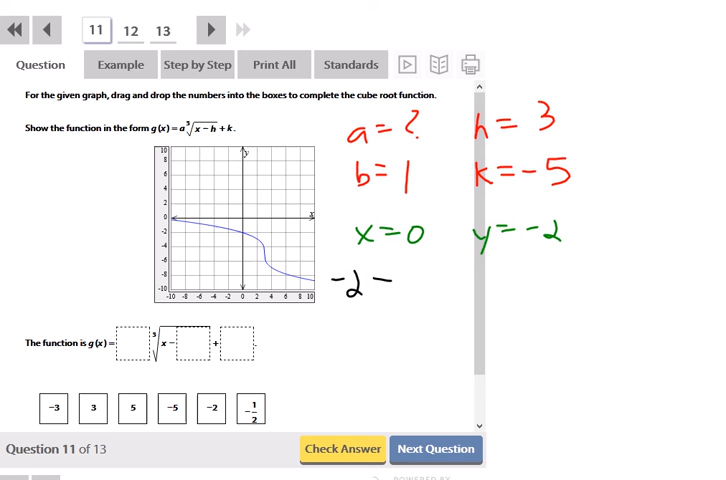 11 12 13
Question Example Step by Step Print All Standards
For the given graph, drag and drop the numbers into the boxes to complete the cube root function.
Show the function in the form g (x) = a ∛(x − h) + k.
a = ? h = 3
b = 1 k = -5
x = 0 y = -2
-2 -
y
x
10
8
6
4
2
0
-2
-4
-6
-8
-10
-10 -8 -6 -4 -2 0 2 4 6 8 10
The function is g (x) = ∛(x − ) + .
−3 3 5 −5 −2 −1/2
Question 11 of 13 Check Answer Next Question
POWERED BY